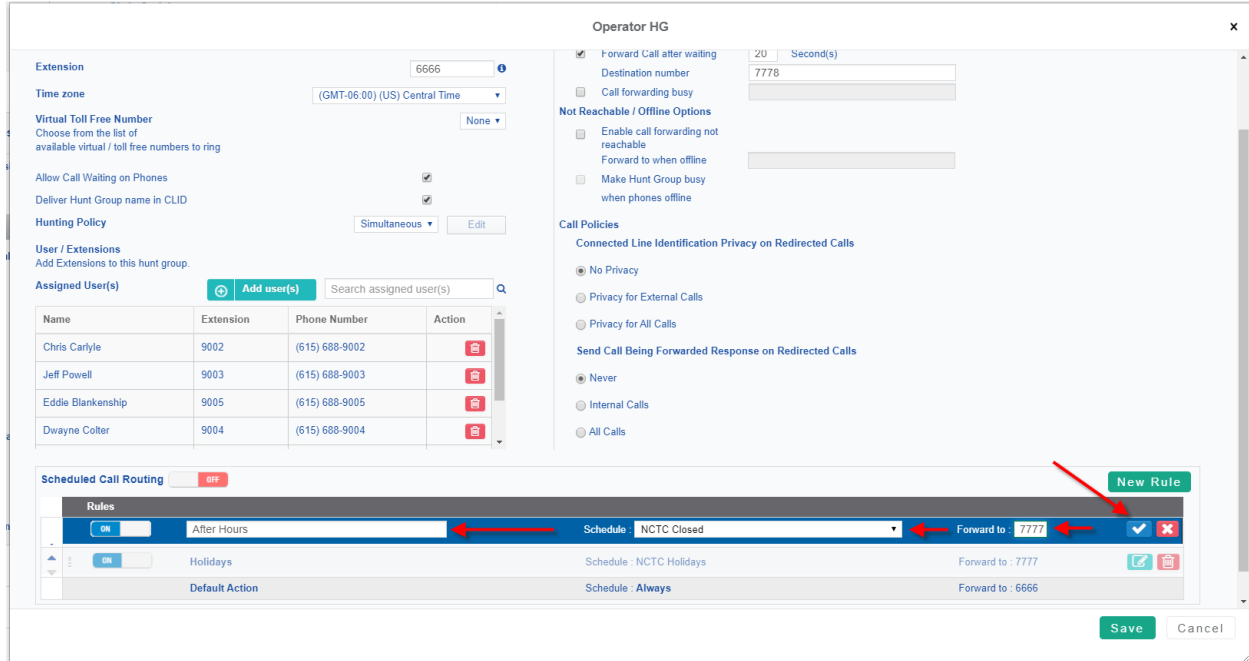 Operator HG
x
Extension
6666
Time zone
(GMT-06:00) (US) Central Time
Virtual Toll Free Number
None
Choose from the list of
available virtual / toll free numbers to ring
Allow Call Waiting on Phones
Deliver Hunt Group name in CLID
Hunting Policy
Simultaneous
Edit
User / Extensions
Add Extensions to this hunt group.
Assigned User(s)
Add user(s)
Search assigned user(s)
Name Extension Phone Number Action
Chris Carlyle 9002 (615) 688-9002
Jeff Powell 9003 (615) 688-9003
Eddie Blankenship 9005 (615) 688-9005
Dwayne Colter 9004 (615) 688-9004
Forward Call after waiting 20 Second(s)
Destination number 7778
Call forwarding busy
Not Reachable / Offline Options
Enable call forwarding not
reachable
Forward to when offline
Make Hunt Group busy
when phones offline
Call Policies
Connected Line Identification Privacy on Redirected Calls
No Privacy
Privacy for External Calls
Privacy for All Calls
Send Call Being Forwarded Response on Redirected Calls
Never
Internal Calls
All Calls
Scheduled Call Routing OFF
New Rule
Rules
ON After Hours Schedule : NCTC Closed Forward to : 7777
ON Holidays Schedule : NCTC Holidays Forward to : 7777
Default Action Schedule : Always Forward to : 6666
Save Cancel